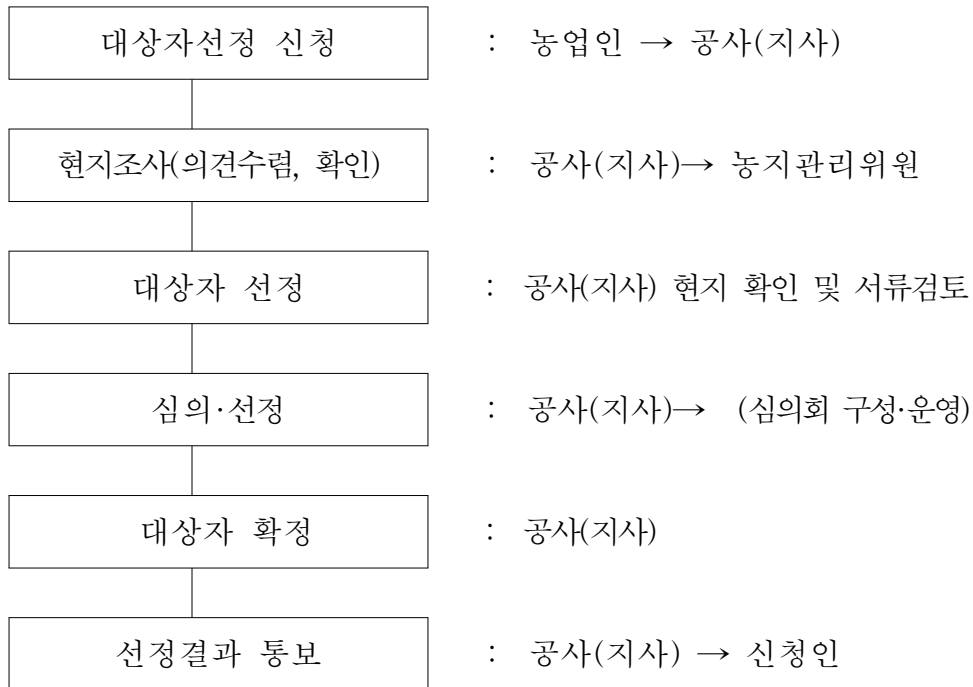 대상자선정 신청 : 농업인 → 공사(지사)
현지조사(의견수렴, 확인) : 공사(지사)→ 농지관리위원
대상자 선정 : 공사(지사) 현지 확인 및 서류검토
심의·선정 : 공사(지사)→ (심의회 구성·운영)
대상자 확정 : 공사(지사)
선정결과 통보 : 공사(지사) → 신청인